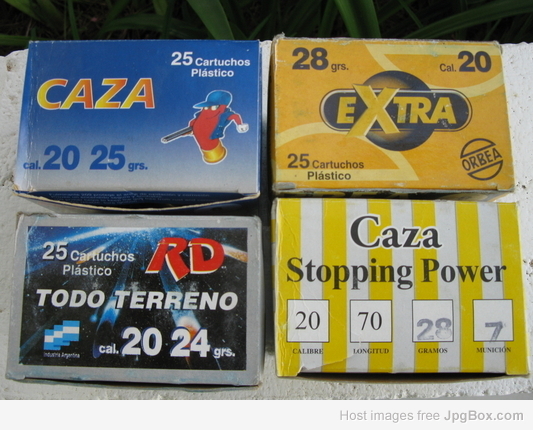 25 Cartuchos
Plástico
CAZA
cal. 20 25 grs.
28 grs.
Cal. 20
EXTRA
25 Cartuchos
Plástico
ORBEA
25 Cartuchos
Plástico
RD
TODO TERRENO
Industria Argentina
cal. 20 24 grs.
Caza
Stopping Power
20 70 28 7
CALIBRE LONGITUD GRAMOS MUNICIÓN
Host images free JpgBox.com